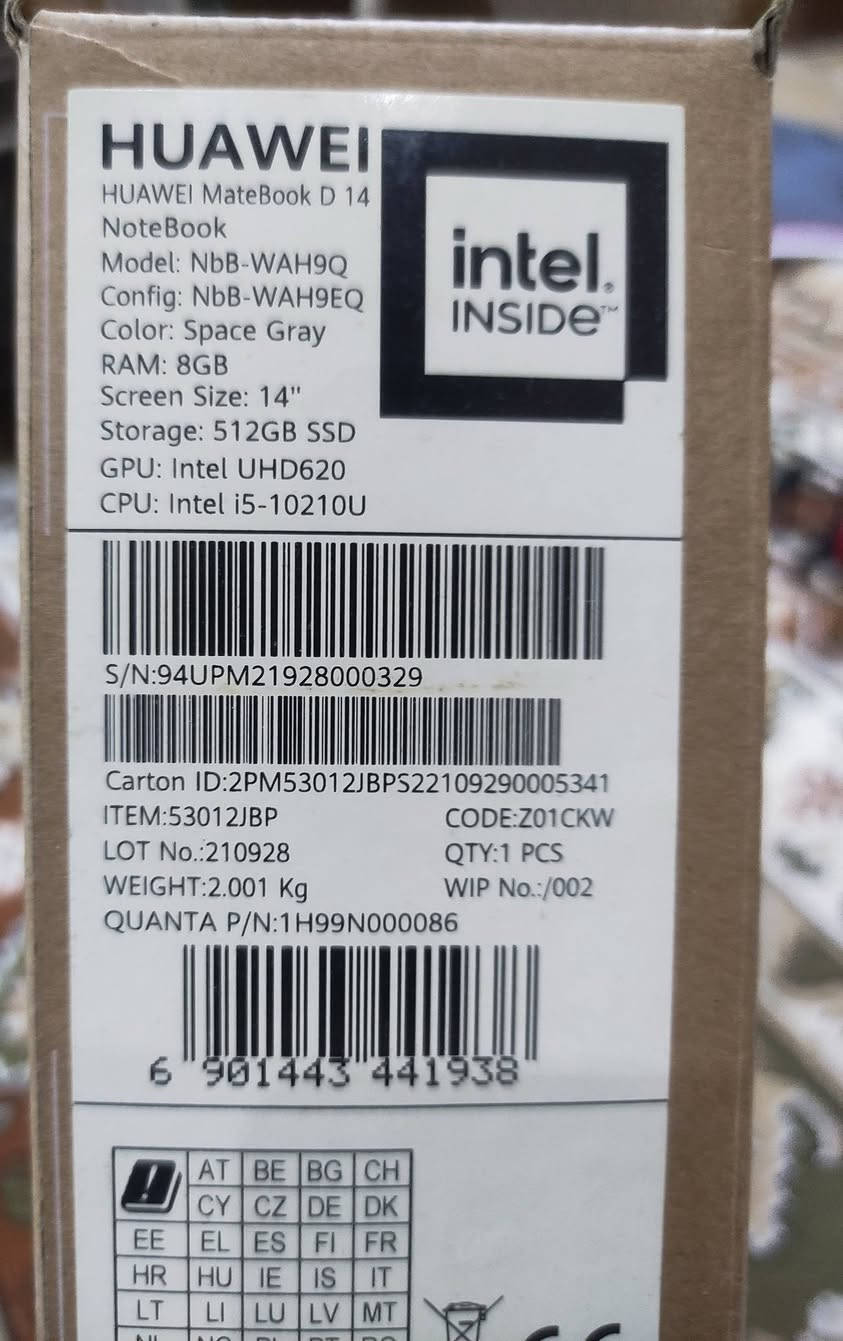 HUAWEI
HUAWEI MateBook D 14
NoteBook
Model: NbB-WAH9Q
Config: NbB-WAH9EQ
Color: Space Gray
RAM: 8GB
Screen Size: 14"
Storage: 512GB SSD
GPU: Intel UHD620
CPU: Intel i5-10210U
intel®
INSIDe™
S/N:94UPM21928000329
Carton ID:2PM53012JBPS22109290005341
ITEM:53012JBP CODE:Z01CKW
LOT No.:210928 QTY:1 PCS
WEIGHT:2.001 Kg WIP No.:/002
QUANTA P/N:1H99N000086
6 901443 441938
AT BE BG CH
CY CZ DE DK
EE EL ES FI FR
HR HU IE IS IT
LT LI LU LV MT